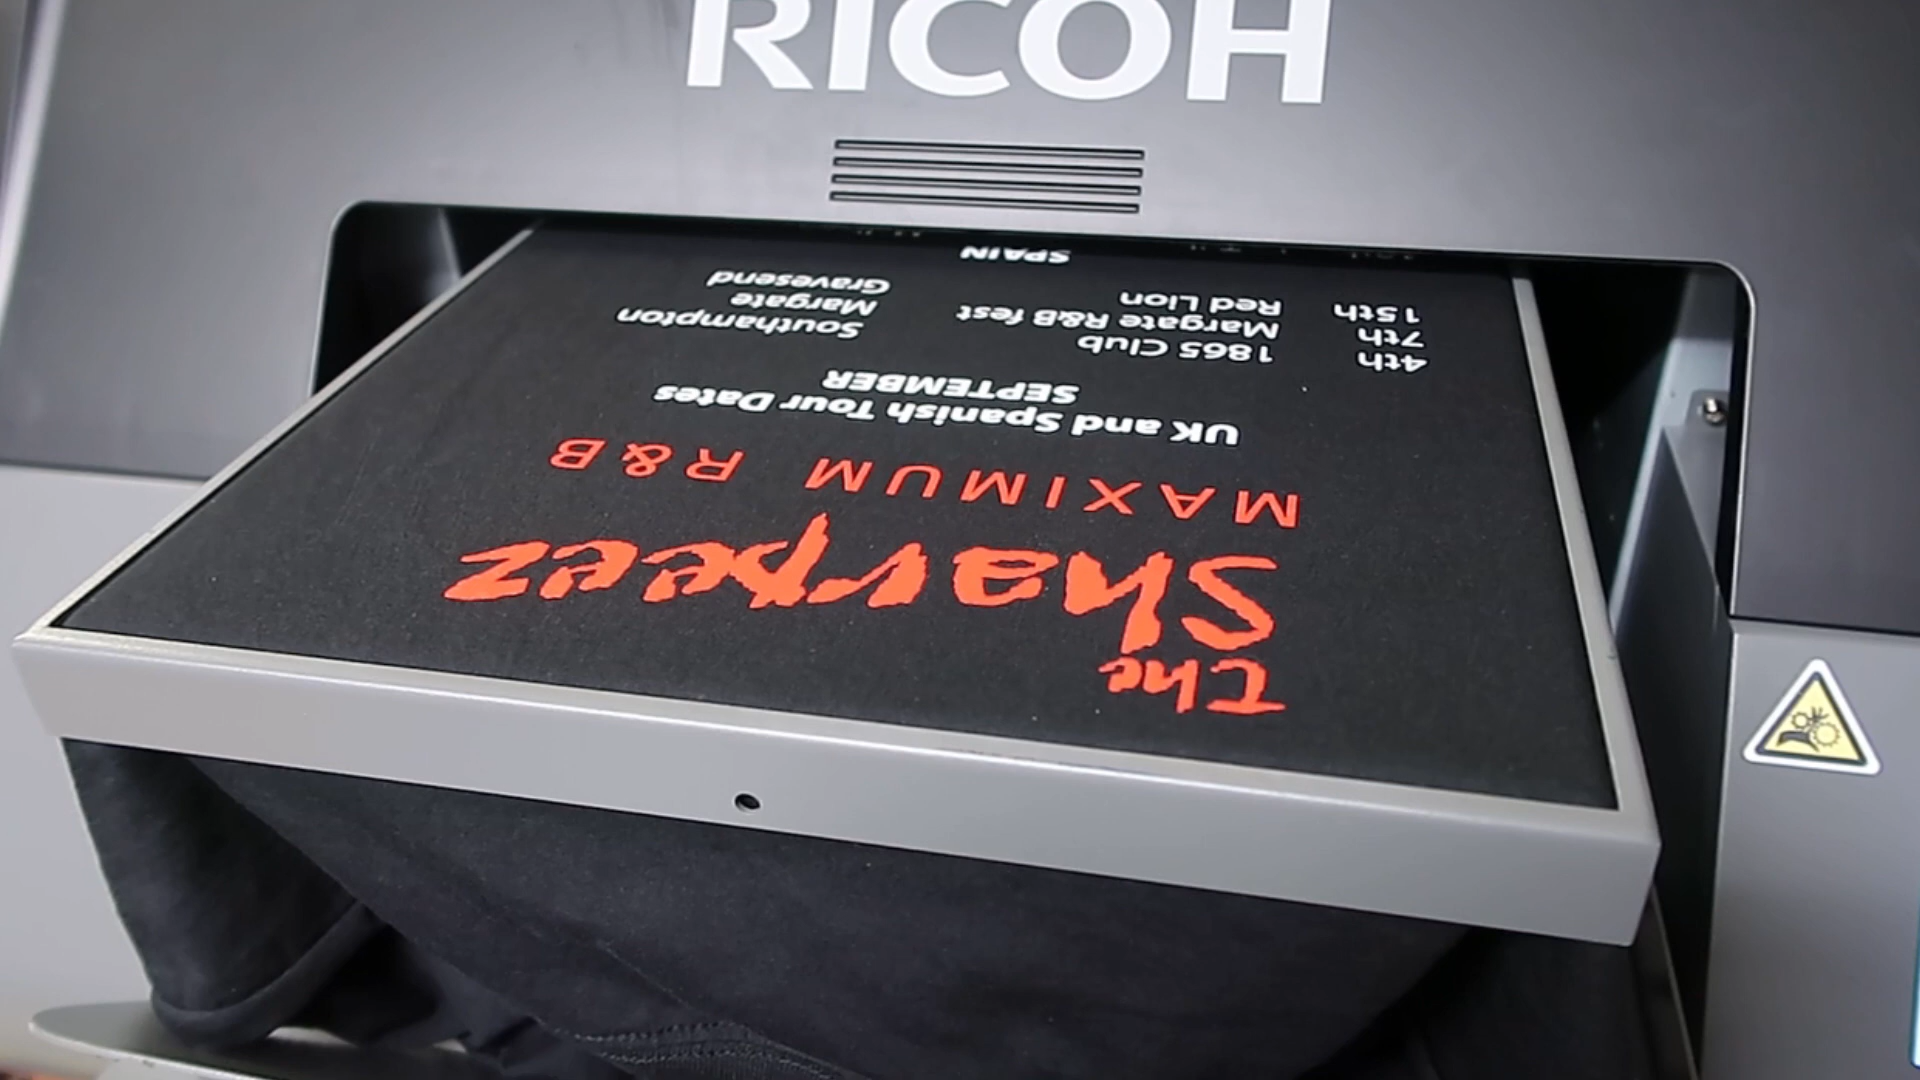 RICOH
The
Sharpeez
MAXIMUM R&B
UK and Spanish Tour Dates
SEPTEMBER
4th 1865 Club Southampton
7th Margate R&B fest Margate
15th Red Lion Gravesend
SPAIN